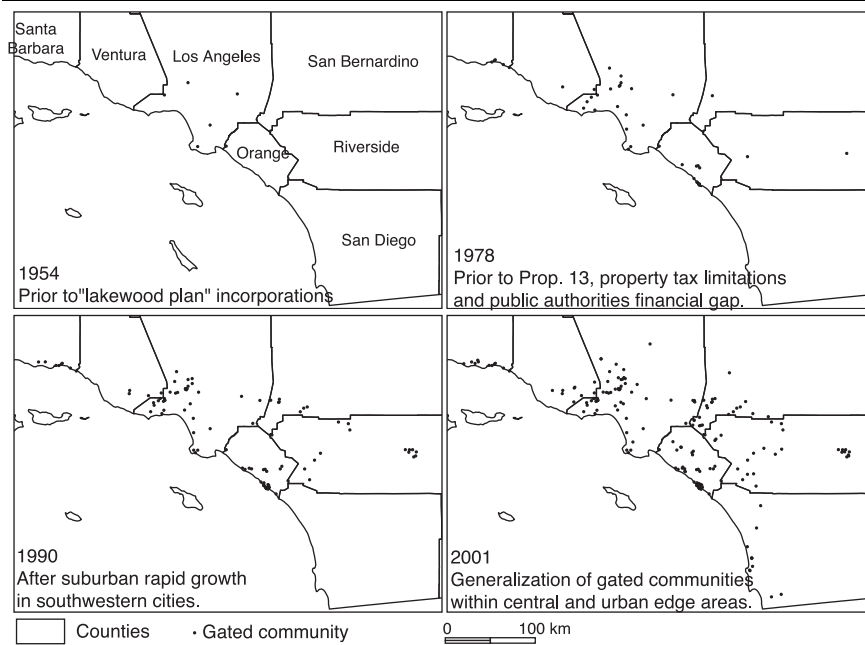 Santa
Barbara
Ventura
Los Angeles
San Bernardino
Orange
Riverside
San Diego
1954
Prior to"lakewood plan" incorporations
1978
Prior to Prop. 13, property tax limitations
and public authorities financial gap.
1990
After suburban rapid growth
in southwestern cities.
2001
Generalization of gated communities
within central and urban edge areas.
Counties
Gated community
0 100 km